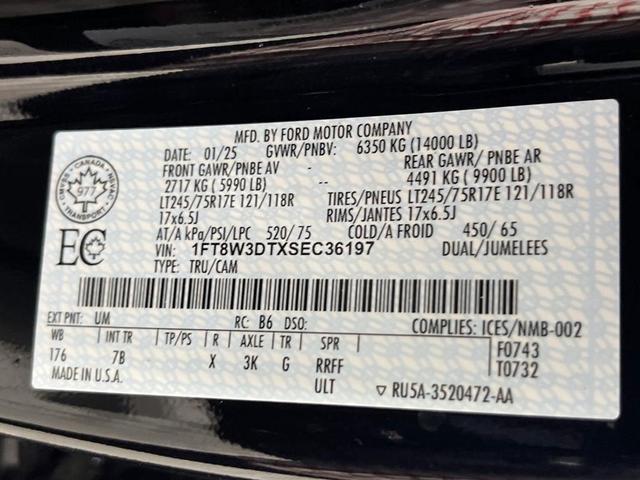 MFD. BY FORD MOTOR COMPANY
DATE: 01/25 GVWR/PNBV: 6350 KG (14000 LB)
FRONT GAWR/PNBE AV -- REAR GAWR/ PNBE AR
2717 KG ( 5990 LB) -- 4491 KG ( 9900 LB)
LT245/75R17E 121/118R TIRES/PNEUS LT245/75R17E 121/118R
17x6.5J RIMS/JANTES 17x6.5J
AT/A kPa/PSI/LPC 520/ 75 COLD/A FROID 450/ 65
VIN: 1FT8W3DTXSEC36197 DUAL/JUMELEES
TYPE: TRU/CAM
CANADA
977
TRANSPORT
EC
EXT PNT: UM RC: B6 DSO: COMPLIES: ICES/NMB-002
WB INT TR TP/PS R AXLE TR SPR F0743
176 7B X 3K G RRFF T0732
ULT
MADE IN U.S.A. ▽ RU5A-3520472-AA